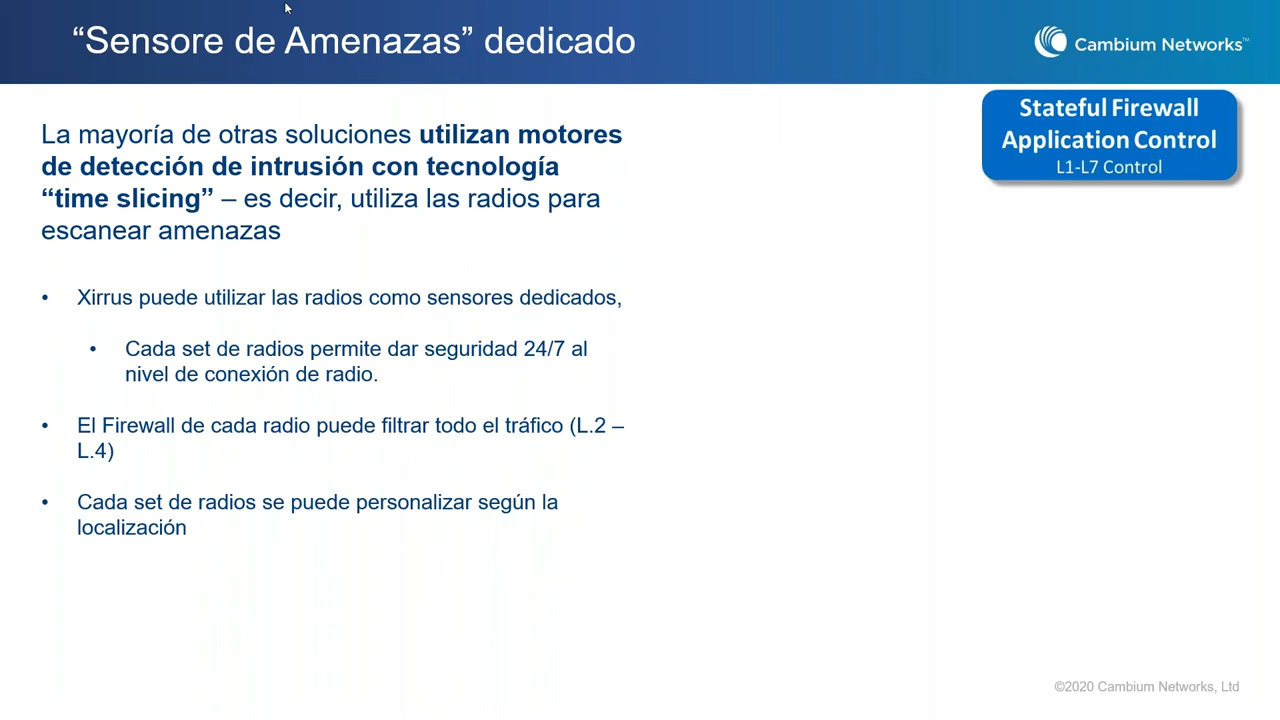 “Sensore de Amenazas” dedicado
Cambium Networks™
Stateful Firewall
Application Control
L1-L7 Control
La mayoría de otras soluciones utilizan motores
de detección de intrusión con tecnología
“time slicing” – es decir, utiliza las radios para
escanear amenazas
• Xirrus puede utilizar las radios como sensores dedicados,
• Cada set de radios permite dar seguridad 24/7 al
nivel de conexión de radio.
• El Firewall de cada radio puede filtrar todo el tráfico (L.2 –
L.4)
• Cada set de radios se puede personalizar según la
localización
©2020 Cambium Networks, Ltd